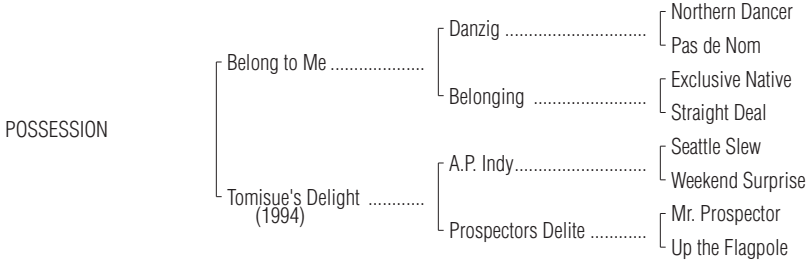 Northern Dancer
Danzig ..............................
Pas de Nom
Belong to Me ....................
Exclusive Native
Belonging ........................
Straight Deal
POSSESSION
Seattle Slew
A.P. Indy............................
Weekend Surprise
Tomisue's Delight ............
(1994)
Mr. Prospector
Prospectors Delite ............
Up the Flagpole